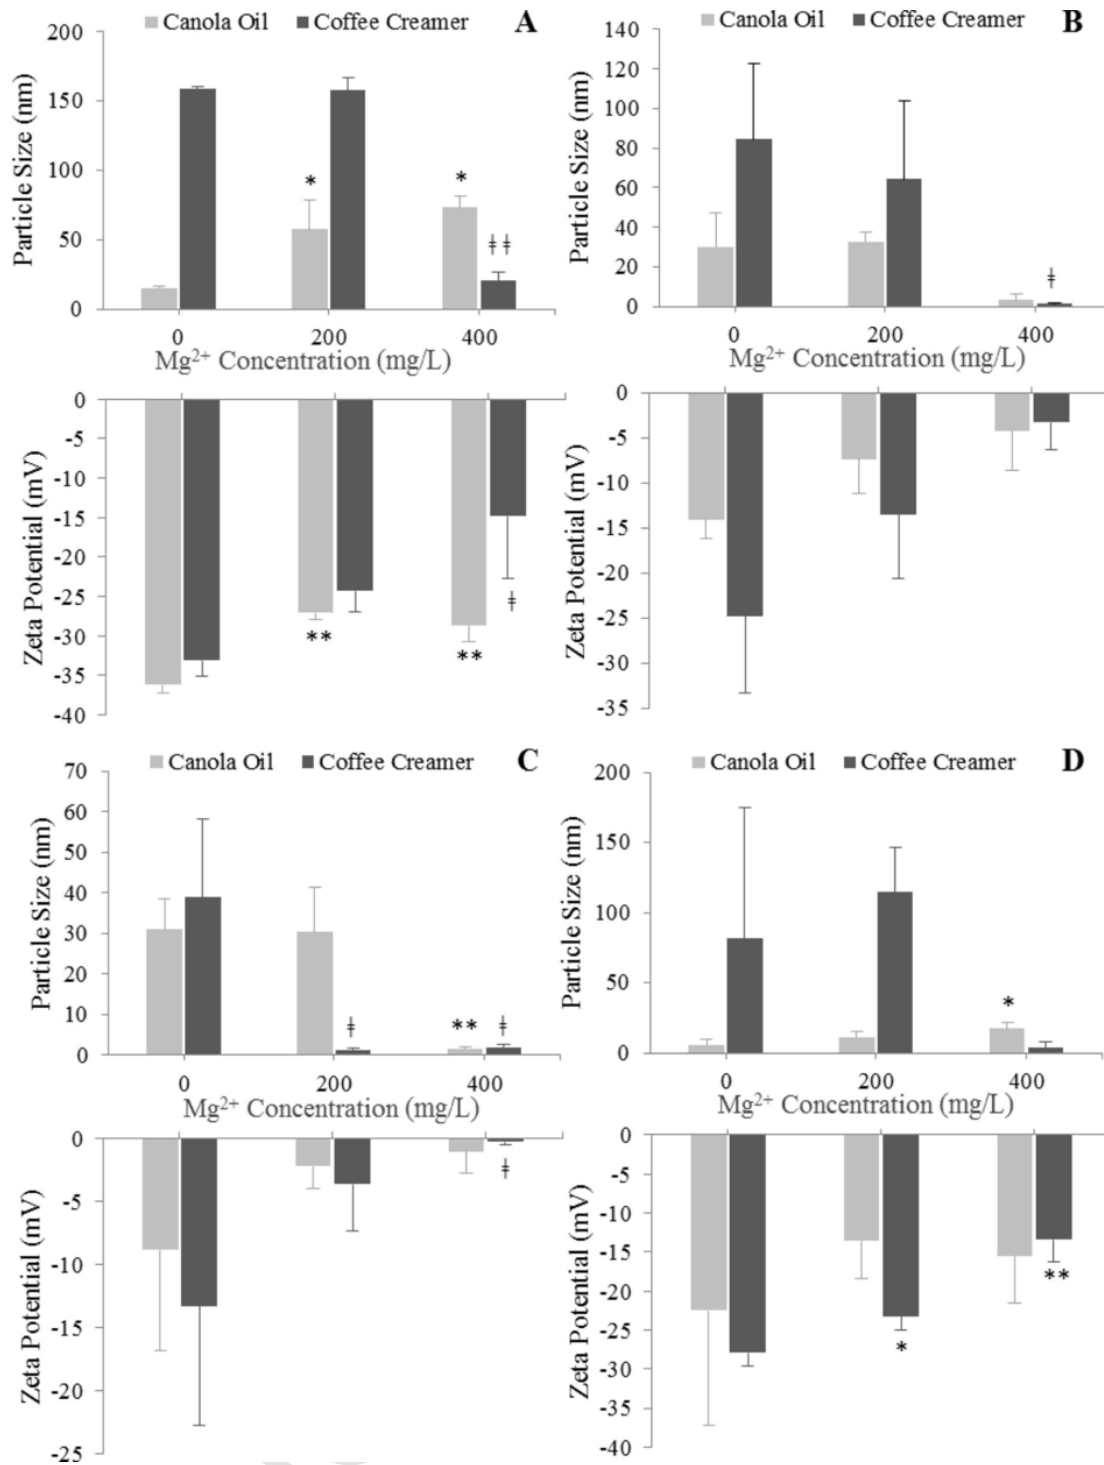 Canola Oil Coffee Creamer A
Particle Size (nm)
200
150
100
50
0
* * ‡‡
0 200 400
Mg²⁺ Concentration (mg/L)
Zeta Potential (mV)
0
-5
-10
-15
-20
-25
-30
-35
-40
** ** ‡
Canola Oil Coffee Creamer B
Particle Size (nm)
140
120
100
80
60
40
20
0
‡
0 200 400
Mg²⁺ Concentration (mg/L)
Zeta Potential (mV)
0
-5
-10
-15
-20
-25
-30
-35
Canola Oil Coffee Creamer C
Particle Size (nm)
70
60
50
40
30
20
10
0
‡ ** ‡
0 200 400
Mg²⁺ Concentration (mg/L)
Zeta Potential (mV)
0
-5
-10
-15
-20
-25
‡
Canola Oil Coffee Creamer D
Particle Size (nm)
200
150
100
50
0
*
0 200 400
Mg²⁺ Concentration (mg/L)
Zeta Potential (mV)
0
-5
-10
-15
-20
-25
-30
-35
-40
* **